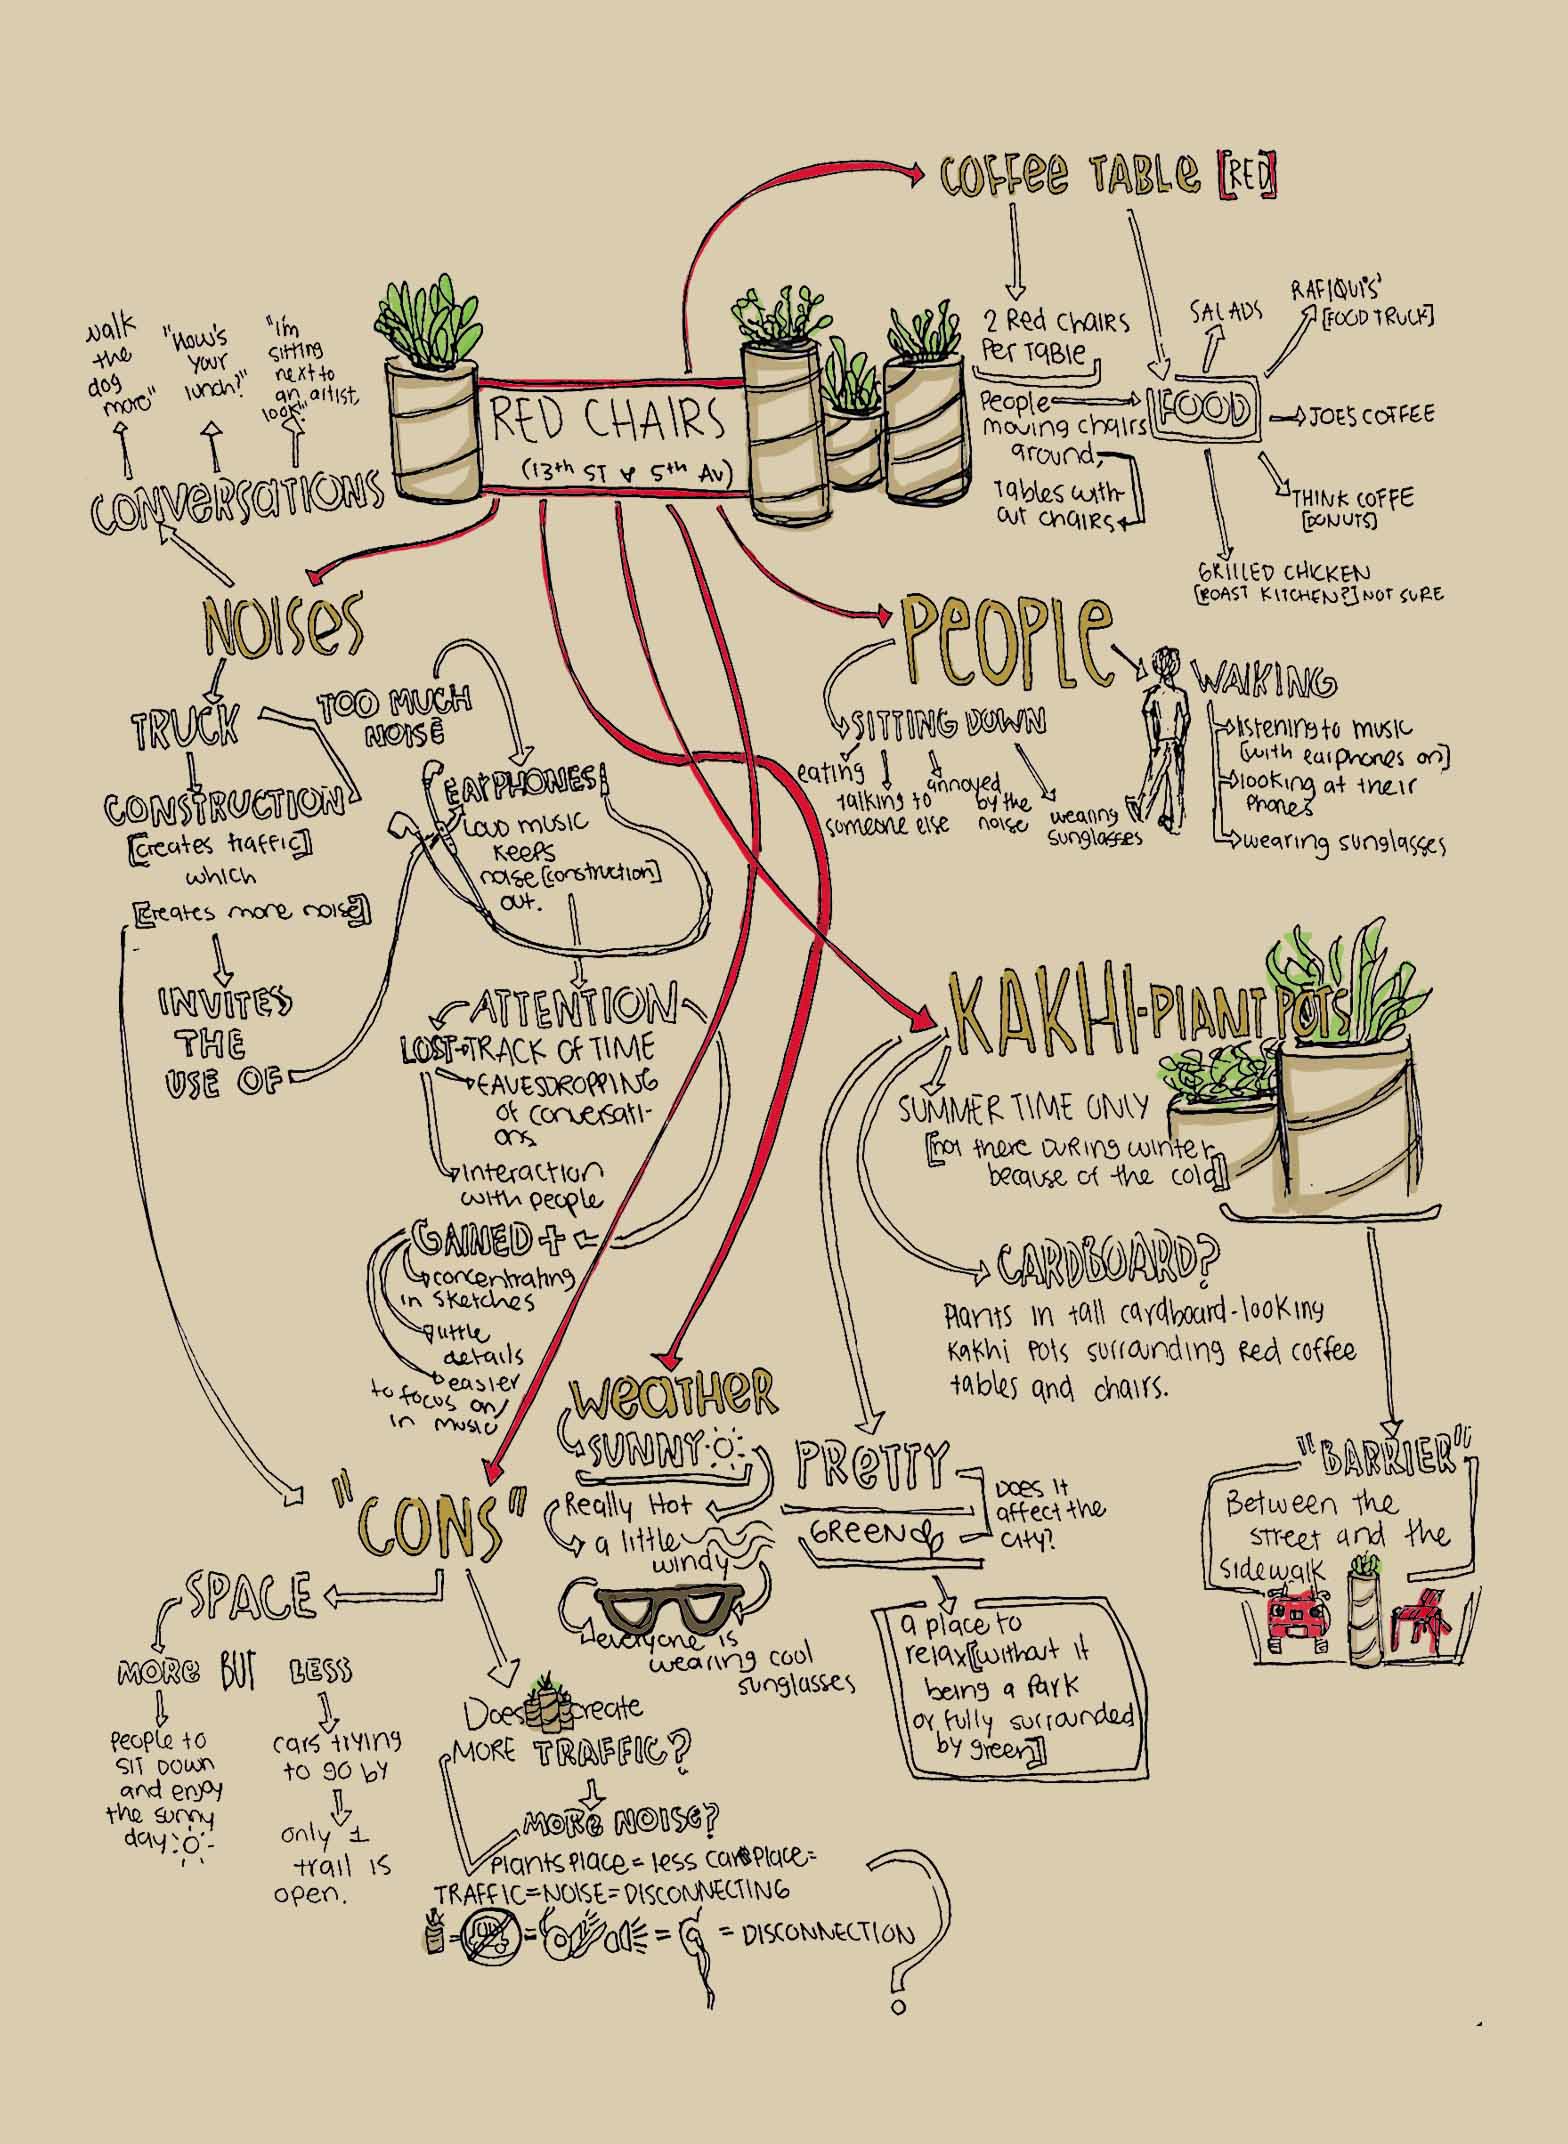 COFFEE TABLE [RED]
2 Red chairs
Per TABLE
People
moving chairs
around,
TABLES with-
out chairs
FOOD
SALADS
RAFIQUI'S'
[FOOD TRUCK]
JOES COFFEE
THINK COFFE
[DONUTS]
GRILLED CHICKEN
[ROAST KITCHEN?] NOT SURE
RED CHAIRS
(13th ST & 5th AV)
walk
the
dog
more"
"how's
your
lunch?"
"i'm
sitting
next to
an artist,
look"
CONVERSATIONS
NOISES
TRUCK
TOO MUCH
NOISE
CONSTRUCTION
[creates traffic]
which
[creates more noise]
INVITES
THE
USE OF
EARPHONES
LOUD MUSIC
KEEPS
noise [construction]
out.
ATTENTION
LOST
TRACK OF TIME
EAVESDROPPING
of conversati-
ons
interaction
with people
GAINED +
concentrating
in sketches
little
details
easier
to focus on/
in music
PEOPLE
SITTING DOWN
eating
talking to
someone else
annoyed
by the
noise
wearing
sunglasses
WALKING
listening to music
[with earphones on]
looking at their
phones
wearing sunglasses
KAKHI-PLANT POTS
SUMMER TIME ONLY
[not there DURING winter
because of the cold]
CARDBOARD?
Plants in tall cardboard-looking
Kakhi Pots surrounding Red coffee
tables and chairs.
PRETTY
GREEN
DOES IT
affect the
CITY?
a place to
relax [without it
being a Park
or fully surrounded
by green]
"BARRIER"
Between the
street and the
sidewalk
WEATHER
SUNNY
Really Hot
a little
windy
everyone is
wearing cool
sunglasses
"CONS"
SPACE
MORE BUT LESS
People to
SIT DOWN
and enjoy
the sunny
day
cars trying
to go by
only 1
trail is
open.
Does create
MORE TRAFFIC?
MORE NOISE?
Plants place = less cars place =
TRAFFIC = NOISE = DISCONNECTING
= = = = DISCONNECTION
?